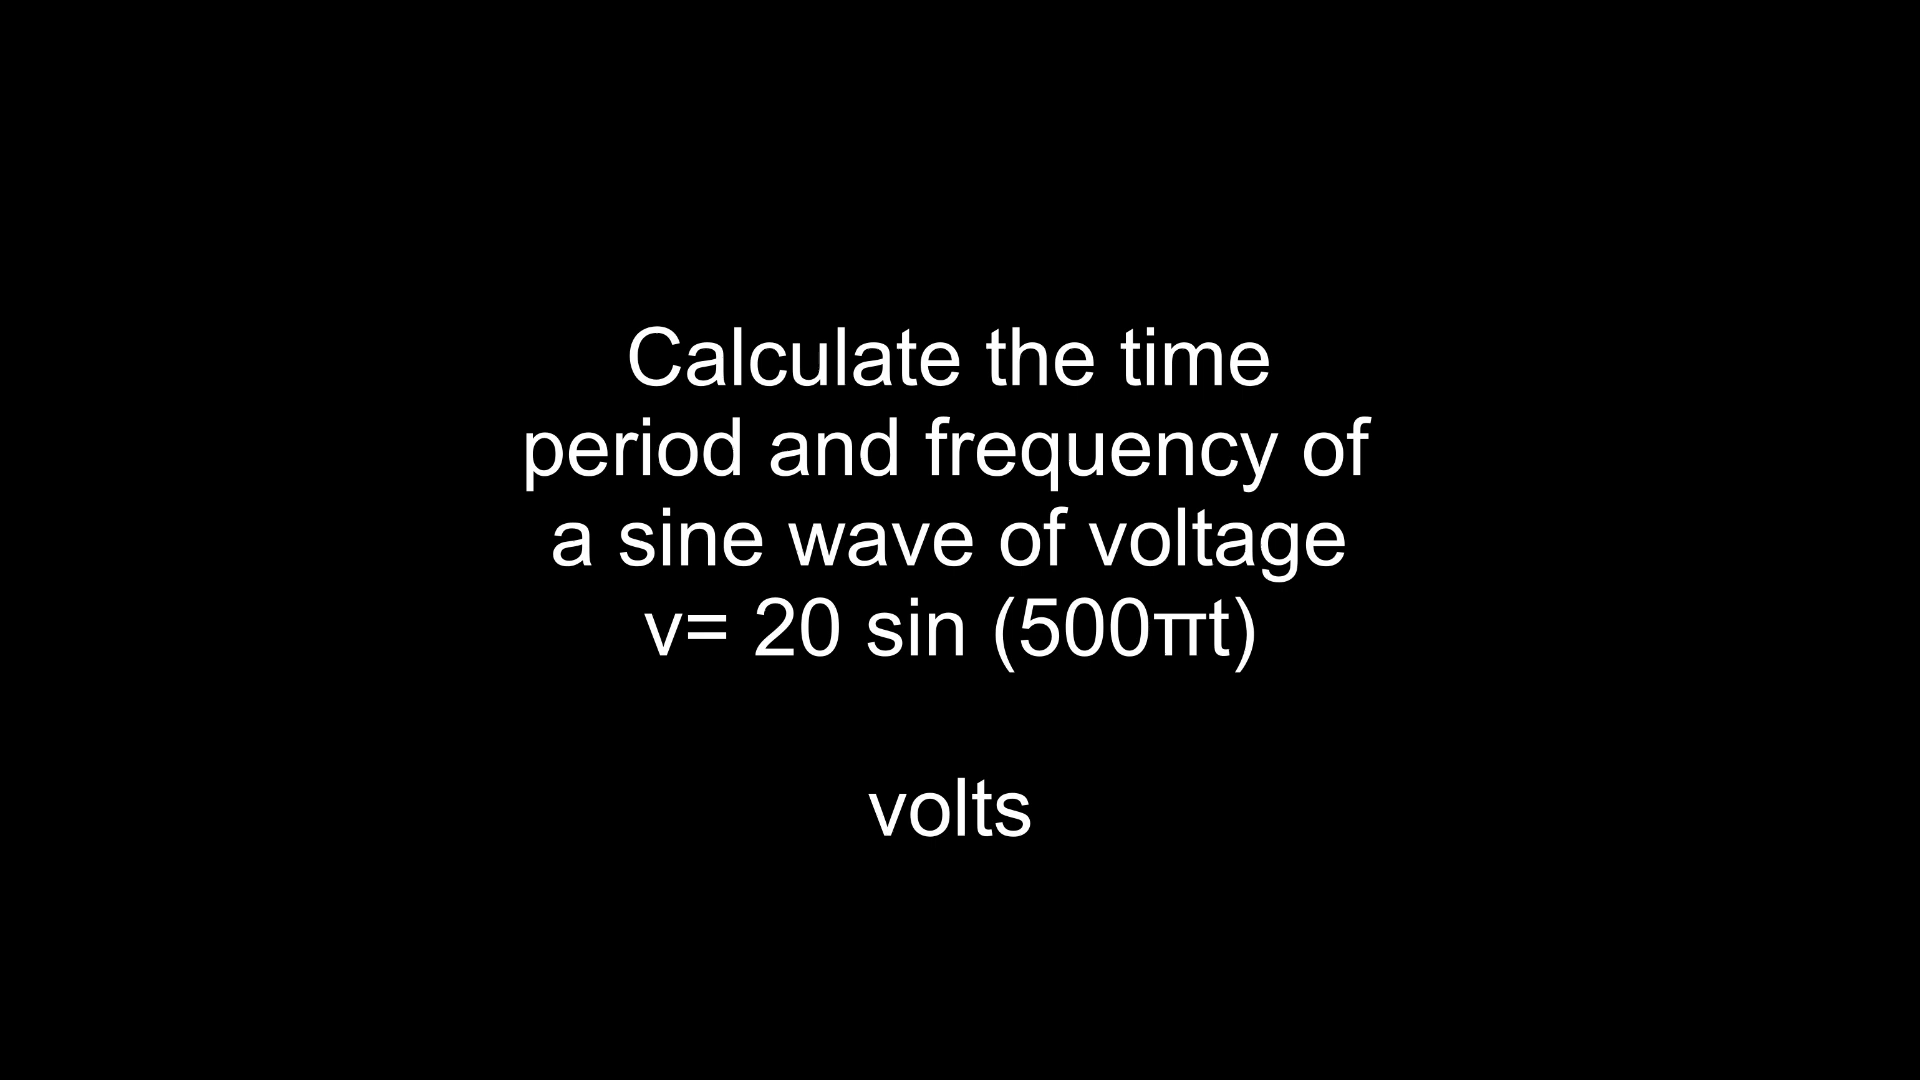 Calculate the time
period and frequency of
a sine wave of voltage
v= 20 sin (500πt)
volts